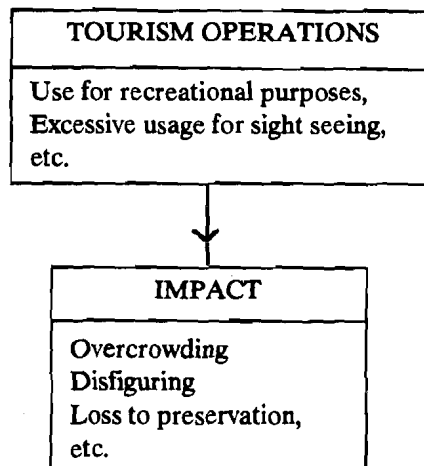 TOURISM OPERATIONS
Use for recreational purposes,
Excessive usage for sight seeing,
etc.
IMPACT
Overcrowding
Disfiguring
Loss to preservation,
etc.